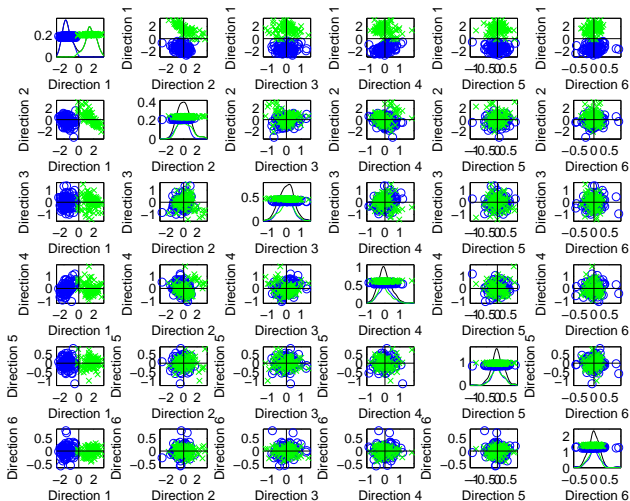 0.2
0
−2 0 2
Direction 1
Direction 1
2
0
−2
−2 0 2
Direction 2
Direction 1
2
0
−2
−1 0 1
Direction 3
Direction 1
2
0
−2
−1 0 1
Direction 4
Direction 1
2
0
−2
−1−0.5 0 0.5
Direction 5
Direction 1
2
0
−2
−0.5 0 0.5
Direction 6
Direction 2
2
0
−2
−2 0 2
Direction 1
0.4
0.2
0
−2 0 2
Direction 2
Direction 2
2
0
−2
−1 0 1
Direction 3
Direction 2
2
0
−2
−1 0 1
Direction 4
Direction 2
2
0
−2
−1−0.5 0 0.5
Direction 5
Direction 2
2
0
−2
−0.5 0 0.5
Direction 6
Direction 3
1
0
−1
−2 0 2
Direction 1
Direction 3
1
0
−1
−2 0 2
Direction 2
0.5
0
−1 0 1
Direction 3
Direction 3
1
0
−1
−1 0 1
Direction 4
Direction 3
1
0
−1
−1−0.5 0 0.5
Direction 5
Direction 3
1
0
−1
−0.5 0 0.5
Direction 6
Direction 4
1
0
−1
−2 0 2
Direction 1
Direction 4
1
0
−1
−2 0 2
Direction 2
Direction 4
1
0
−1
−1 0 1
Direction 3
1
0.5
0
−1 0 1
Direction 4
Direction 4
1
0
−1
−1−0.5 0 0.5
Direction 5
Direction 4
1
0
−1
−0.5 0 0.5
Direction 6
Direction 5
0.5
0
−0.5
−1
−2 0 2
Direction 1
Direction 5
0.5
0
−0.5
−1
−2 0 2
Direction 2
Direction 5
0.5
0
−0.5
−1
−1 0 1
Direction 3
Direction 5
0.5
0
−0.5
−1
−1 0 1
Direction 4
1
0
−1−0.5 0 0.5
Direction 5
Direction 5
0.5
0
−0.5
−1
−0.5 0 0.5
Direction 6
Direction 6
0.5
0
−0.5
−2 0 2
Direction 1
Direction 6
0.5
0
−0.5
−2 0 2
Direction 2
Direction 6
0.5
0
−0.5
−1 0 1
Direction 3
Direction 6
0.5
0
−0.5
−1 0 1
Direction 4
Direction 6
0.5
0
−0.5
−1−0.5 0 0.5
Direction 5
2
1
0
−0.5 0 0.5
Direction 6